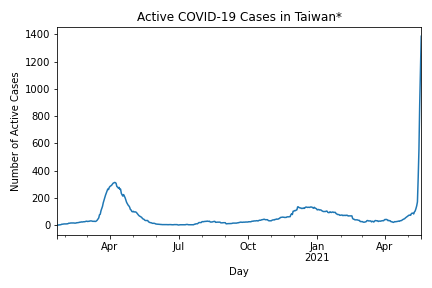 Active COVID-19 Cases in Taiwan*
Number of Active Cases
1400
1200
1000
800
600
400
200
0
Apr
Jul
Oct
Jan
2021
Apr
Day